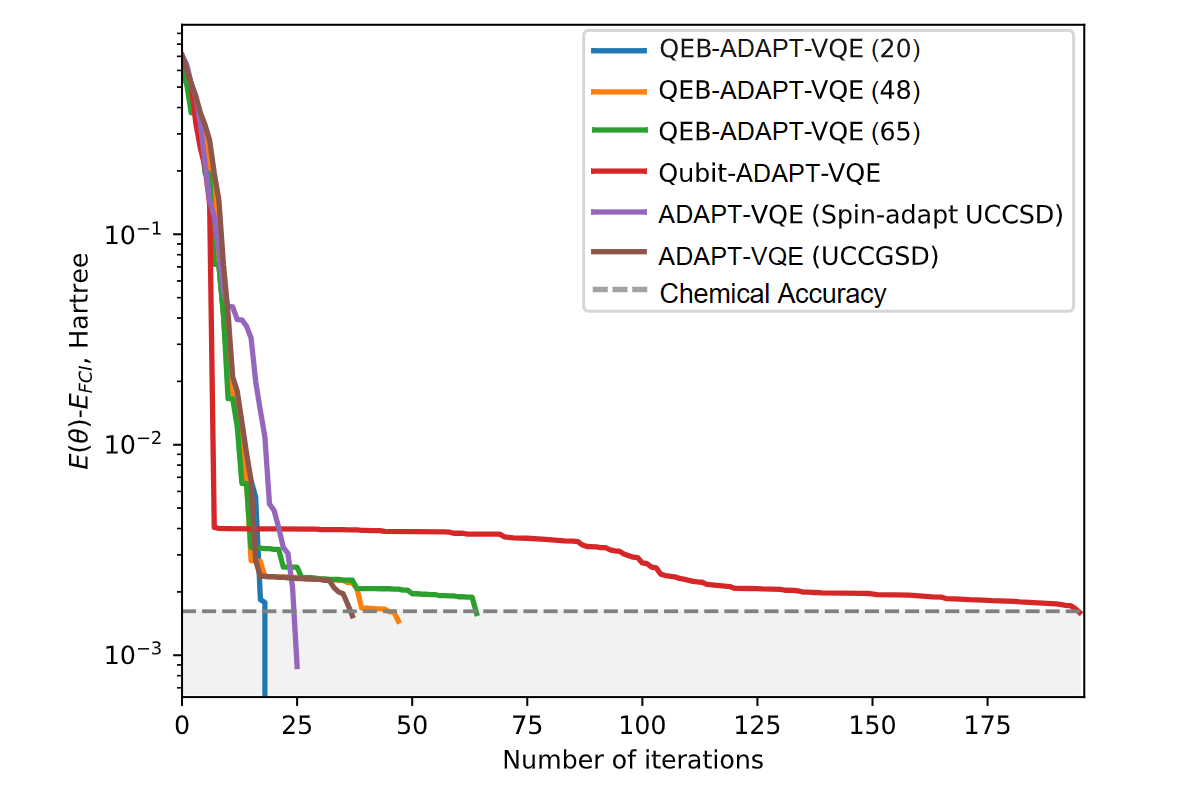 QEB-ADAPT-VQE (20)
QEB-ADAPT-VQE (48)
QEB-ADAPT-VQE (65)
Qubit-ADAPT-VQE
ADAPT-VQE (Spin-adapt UCCSD)
ADAPT-VQE (UCCGSD)
Chemical Accuracy
E(θ)-E_FCI, Hartree
10⁻¹
10⁻²
10⁻³
0 25 50 75 100 125 150 175
Number of iterations